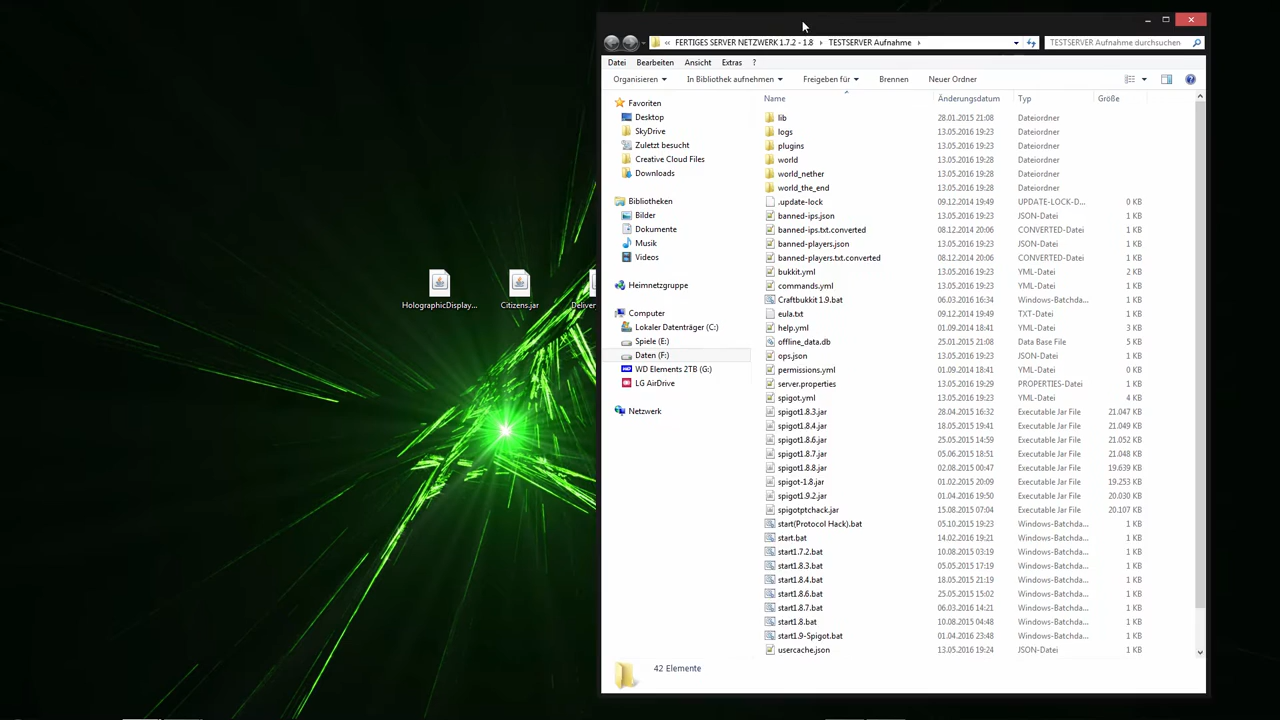 « FERTIGES SERVER NETZWERK 1.7.2 - 1.8 TESTSERVER Aufnahme
TESTSERVER Aufnahme durchsuchen
Datei Bearbeiten Ansicht Extras ?
Organisieren In Bibliothek aufnehmen Freigeben für Brennen Neuer Ordner
Name Änderungsdatum Typ Größe
Favoriten
Desktop
SkyDrive
Zuletzt besucht
Creative Cloud Files
Downloads
Bibliotheken
Bilder
Dokumente
Musik
Videos
Heimnetzgruppe
Computer
Lokaler Datenträger (C:)
Spiele (E:)
Daten (F:)
WD Elements 2TB (G:)
LG AirDrive
Netzwerk
lib 28.01.2015 21:08 Dateiordner
logs 13.05.2016 19:23 Dateiordner
plugins 13.05.2016 19:23 Dateiordner
world 13.05.2016 19:28 Dateiordner
world_nether 13.05.2016 19:28 Dateiordner
world_the_end 13.05.2016 19:28 Dateiordner
.update-lock 09.12.2014 19:49 UPDATE-LOCK-D... 0 KB
banned-ips.json 13.05.2016 19:23 JSON-Datei 1 KB
banned-ips.txt.converted 08.12.2014 20:06 CONVERTED-Datei 1 KB
banned-players.json 13.05.2016 19:23 JSON-Datei 1 KB
banned-players.txt.converted 08.12.2014 20:06 CONVERTED-Datei 1 KB
bukkit.yml 13.05.2016 19:23 YML-Datei 2 KB
commands.yml 13.05.2016 19:23 YML-Datei 1 KB
Craftbukkit 1.9.bat 06.03.2016 16:34 Windows-Batchda... 1 KB
eula.txt 09.12.2014 19:49 TXT-Datei 1 KB
help.yml 01.09.2014 18:41 YML-Datei 3 KB
offline_data.db 25.01.2015 21:08 Data Base File 5 KB
ops.json 13.05.2016 19:23 JSON-Datei 1 KB
permissions.yml 01.09.2014 18:41 YML-Datei 0 KB
server.properties 13.05.2016 19:29 PROPERTIES-Datei 1 KB
spigot.yml 13.05.2016 19:23 YML-Datei 4 KB
spigot1.8.3.jar 28.04.2015 16:32 Executable Jar File 21.047 KB
spigot1.8.4.jar 18.05.2015 19:41 Executable Jar File 21.049 KB
spigot1.8.6.jar 25.05.2015 14:59 Executable Jar File 21.052 KB
spigot1.8.7.jar 05.06.2015 18:51 Executable Jar File 21.048 KB
spigot1.8.8.jar 02.08.2015 00:47 Executable Jar File 19.639 KB
spigot-1.8.jar 01.02.2015 20:09 Executable Jar File 19.253 KB
spigot1.9.2.jar 01.04.2016 19:50 Executable Jar File 20.030 KB
spigotptchack.jar 15.08.2015 07:04 Executable Jar File 20.107 KB
start(Protocol Hack).bat 05.10.2015 19:23 Windows-Batchda... 1 KB
start.bat 14.02.2016 19:21 Windows-Batchda... 1 KB
start1.7.2.bat 10.08.2015 03:19 Windows-Batchda... 1 KB
start1.8.3.bat 05.05.2015 17:19 Windows-Batchda... 1 KB
start1.8.4.bat 18.05.2015 21:19 Windows-Batchda... 1 KB
start1.8.6.bat 25.05.2015 15:02 Windows-Batchda... 1 KB
start1.8.7.bat 06.03.2016 14:21 Windows-Batchda... 1 KB
start1.8.bat 10.08.2015 04:48 Windows-Batchda... 1 KB
start1.9-Spigot.bat 01.04.2016 23:48 Windows-Batchda... 1 KB
usercache.json 13.05.2016 19:24 JSON-Datei 1 KB
42 Elemente
HolographicDisplay...
Citizens.jar
Deliver